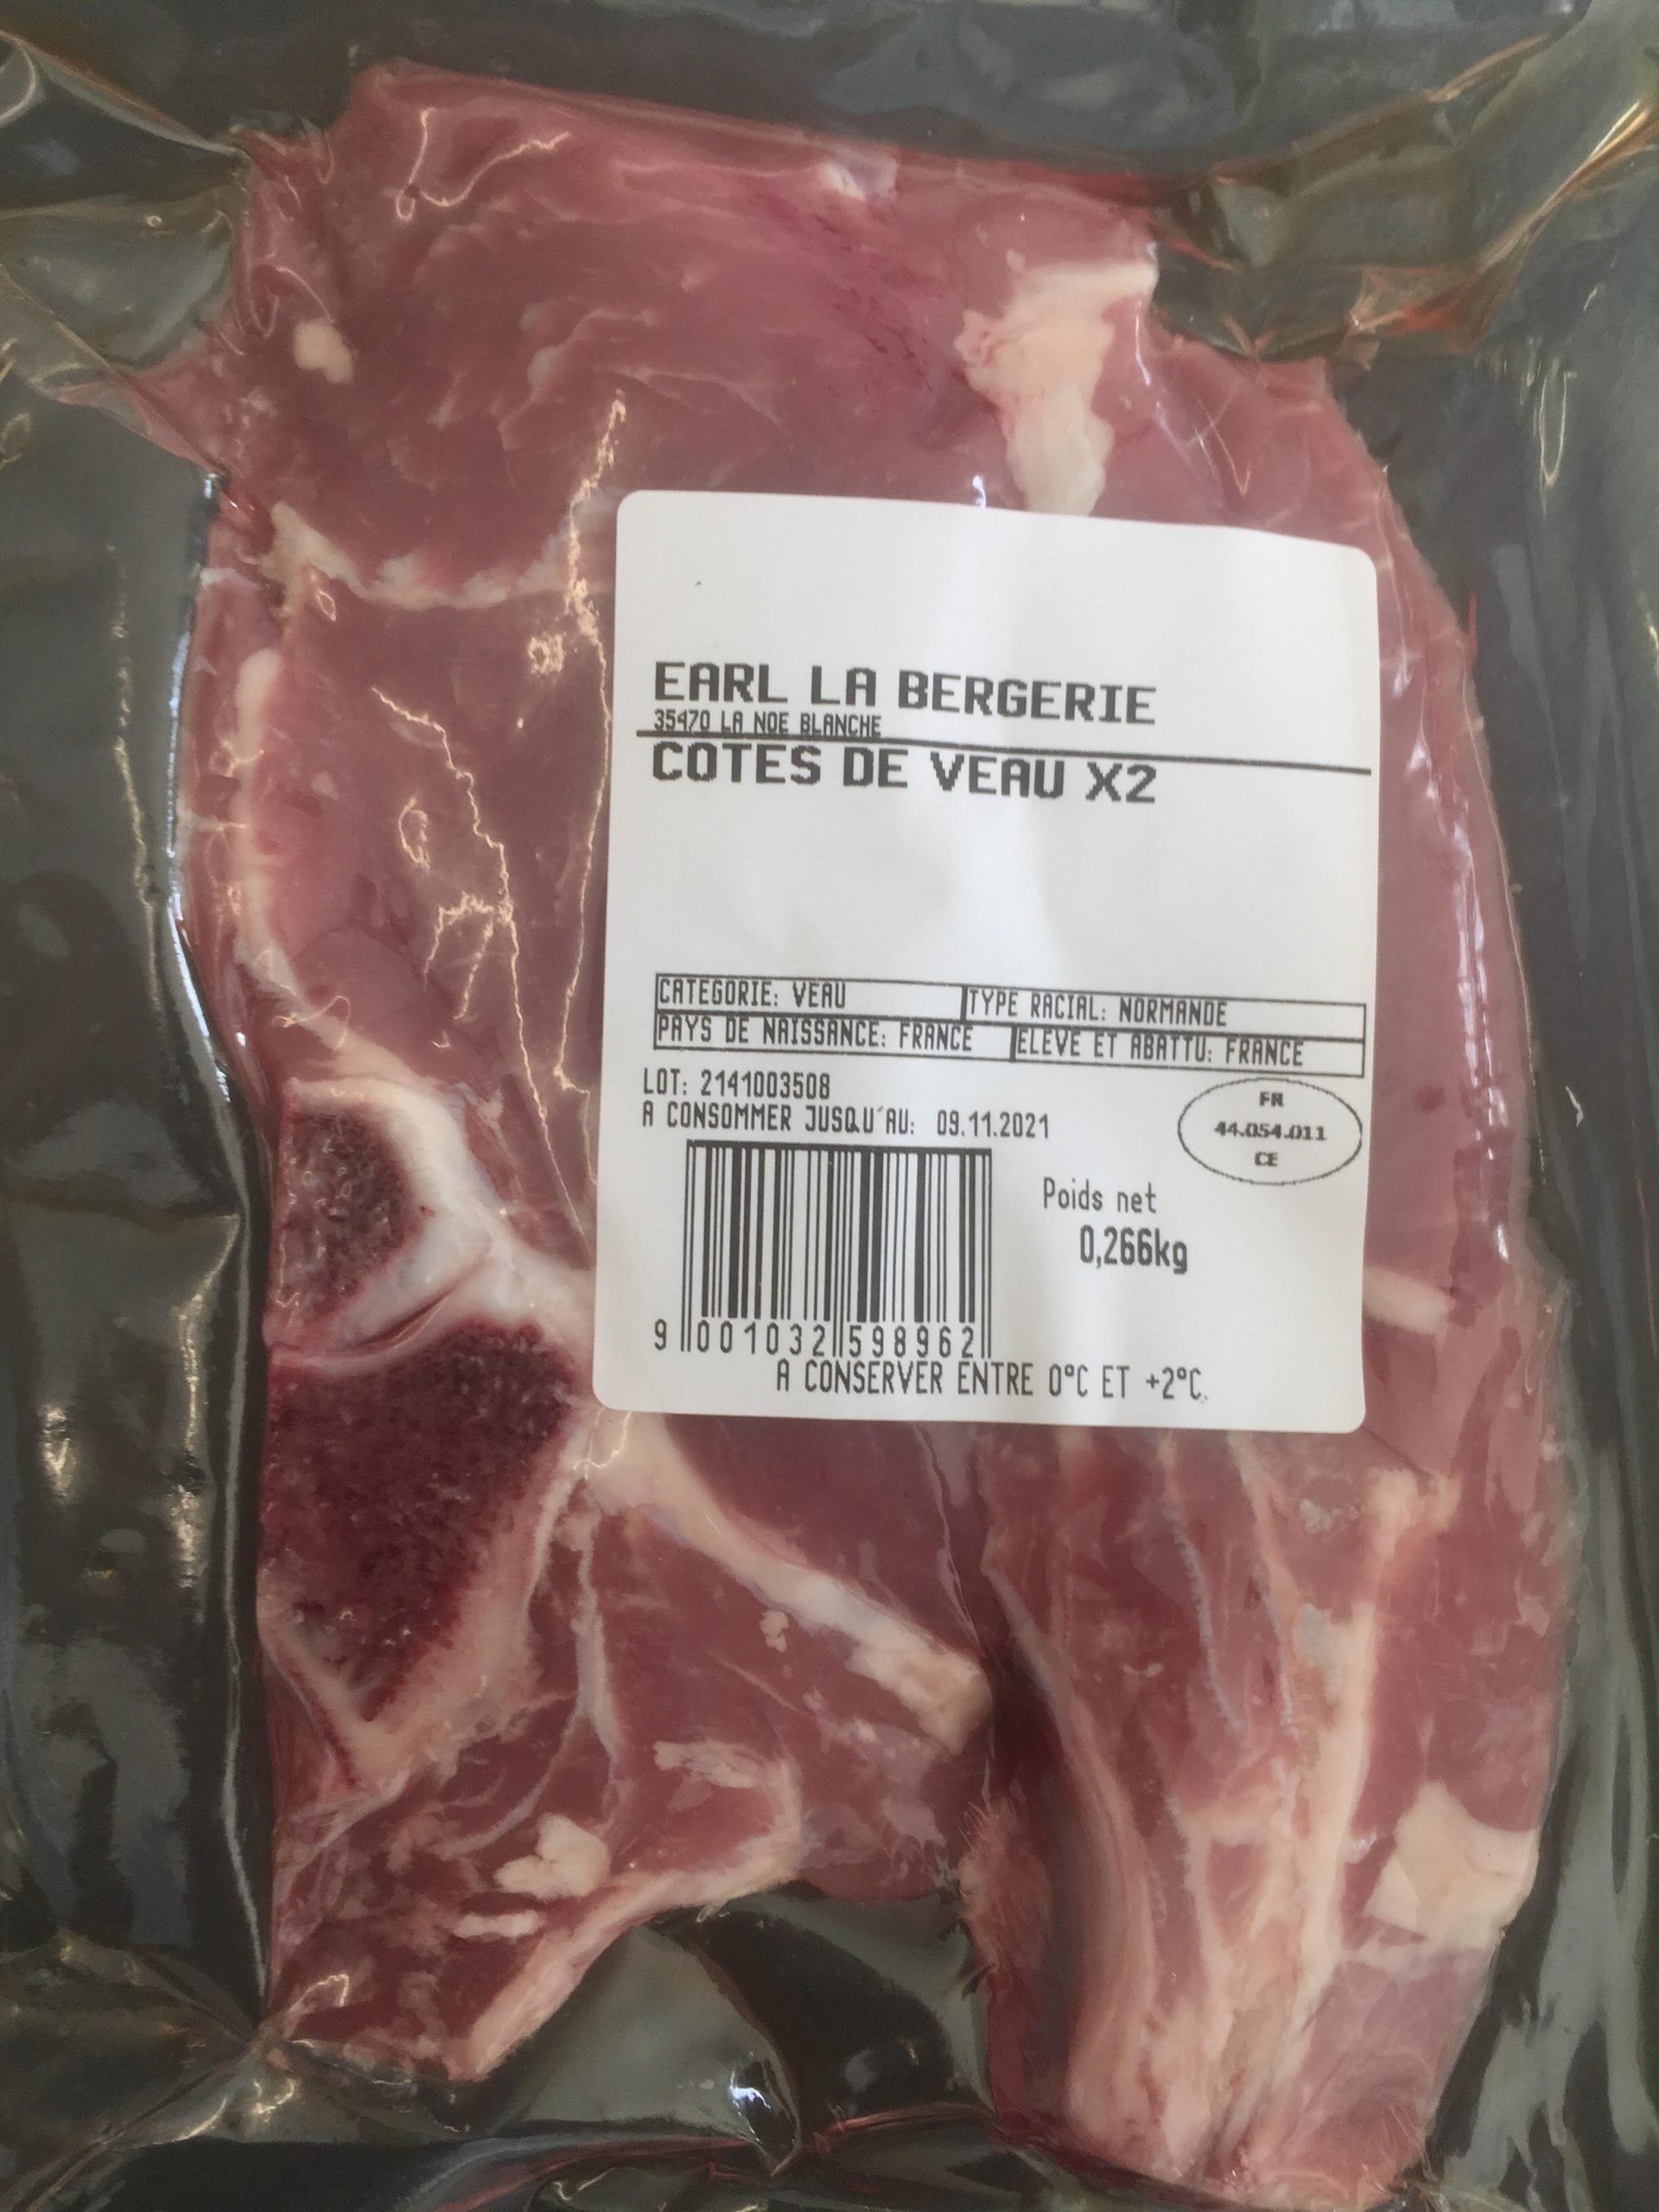 EARL LA BERGERIE
35470 LA NOE BLANCHE
COTES DE VEAU X2
CATEGORIE: VEAU TYPE RACIAL: NORMANDE
PAYS DE NAISSANCE: FRANCE ELEVE ET ABATTU: FRANCE
LOT: 2141003508
A CONSOMMER JUSQU'AU: 09.11.2021
FR
44.054.011
CE
Poids net
0,266kg
9 001032 598962
A CONSERVER ENTRE 0°C ET +2°C.